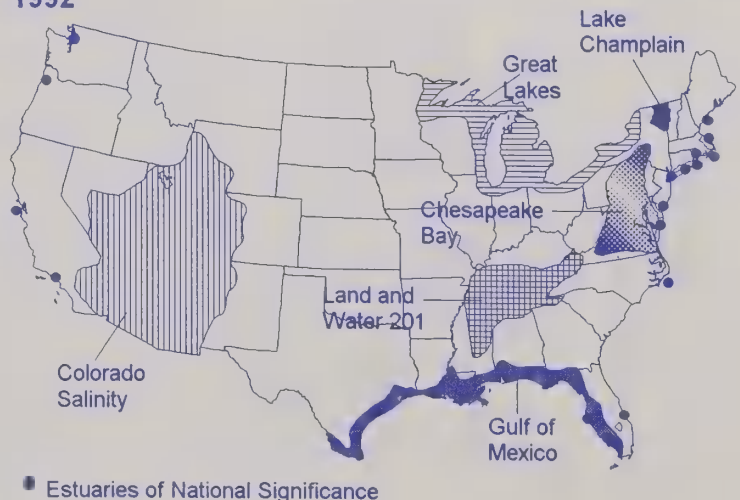 1992
Lake
Champlain
Great
Lakes
Chesapeake
Bay
Land and
Water 201
Colorado
Salinity
Gulf of
Mexico
Estuaries of National Significance